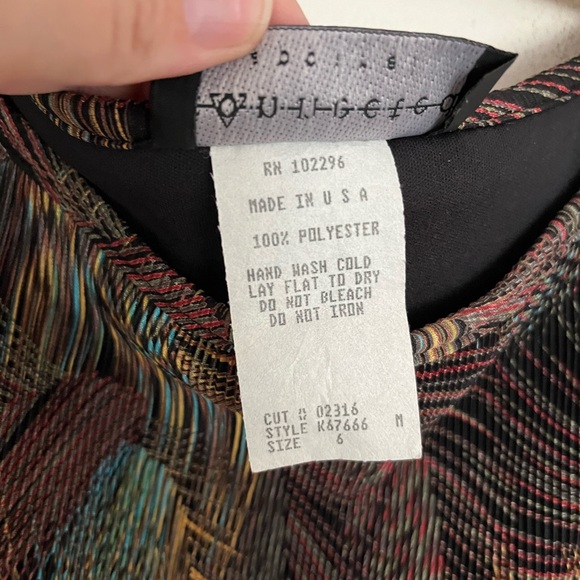 RN 102296
MADE IN U S A
100% POLYESTER
HAND WASH COLD
LAY FLAT TO DRY
DO NOT BLEACH
DO NOT IRON
CUT # 02316
STYLE K67666 M
SIZE 6